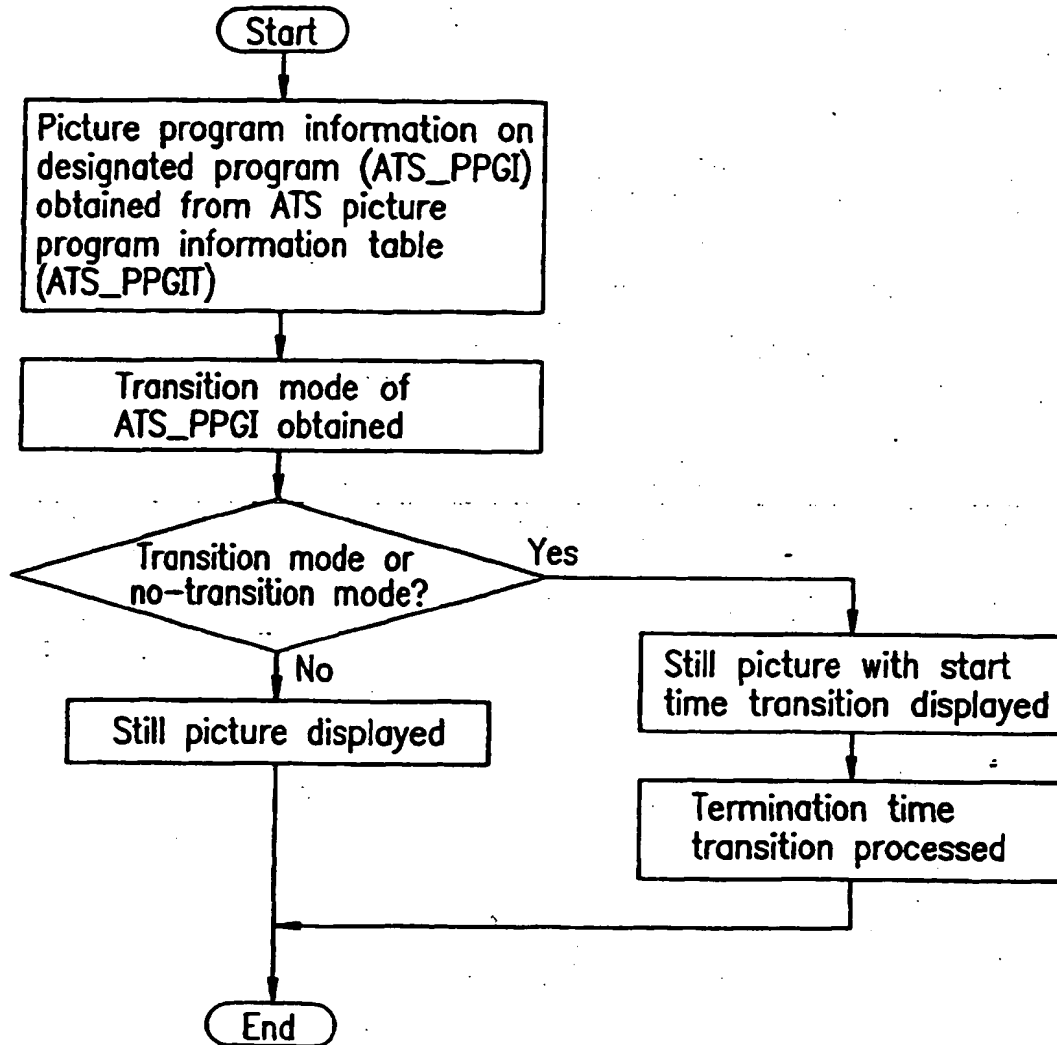 Start
Picture program information on
designated program (ATS_PPGI)
obtained from ATS picture
program information table
(ATS_PPGIT)
Transition mode of
ATS_PPGI obtained
Transition mode or
no-transition mode?
Yes
No
Still picture with start
time transition displayed
Still picture displayed
Termination time
transition processed
End